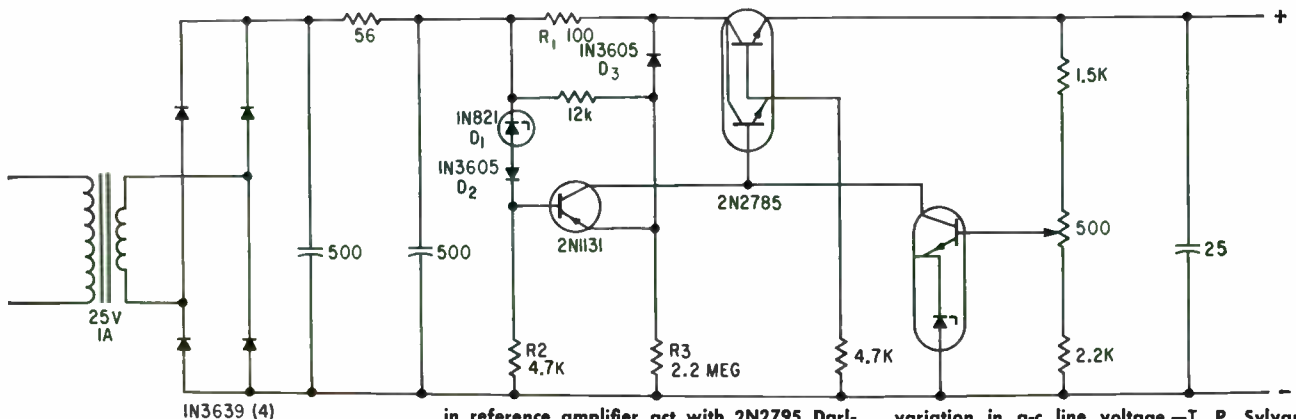 +
56
R1 100
1N3605
D3
1.5K
12k
1N821
D1
1N3605
D2
2N2785
2N1131
500
500
500
25
25V
1A
R2
4.7K
R3
2.2 MEG
4.7K
2.2K
-
1N3639 (4)
in reference amplifier act with 2N2795 Darl-
variation in a-c line voltage.—T. P. Sylvan